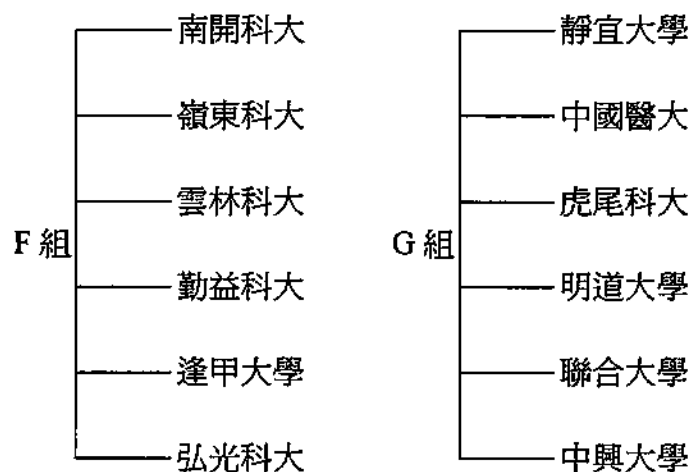 F組
南開科大
嶺東科大
雲林科大
勤益科大
逢甲大學
弘光科大
G組
靜宜大學
中國醫大
虎尾科大
明道大學
聯合大學
中興大學